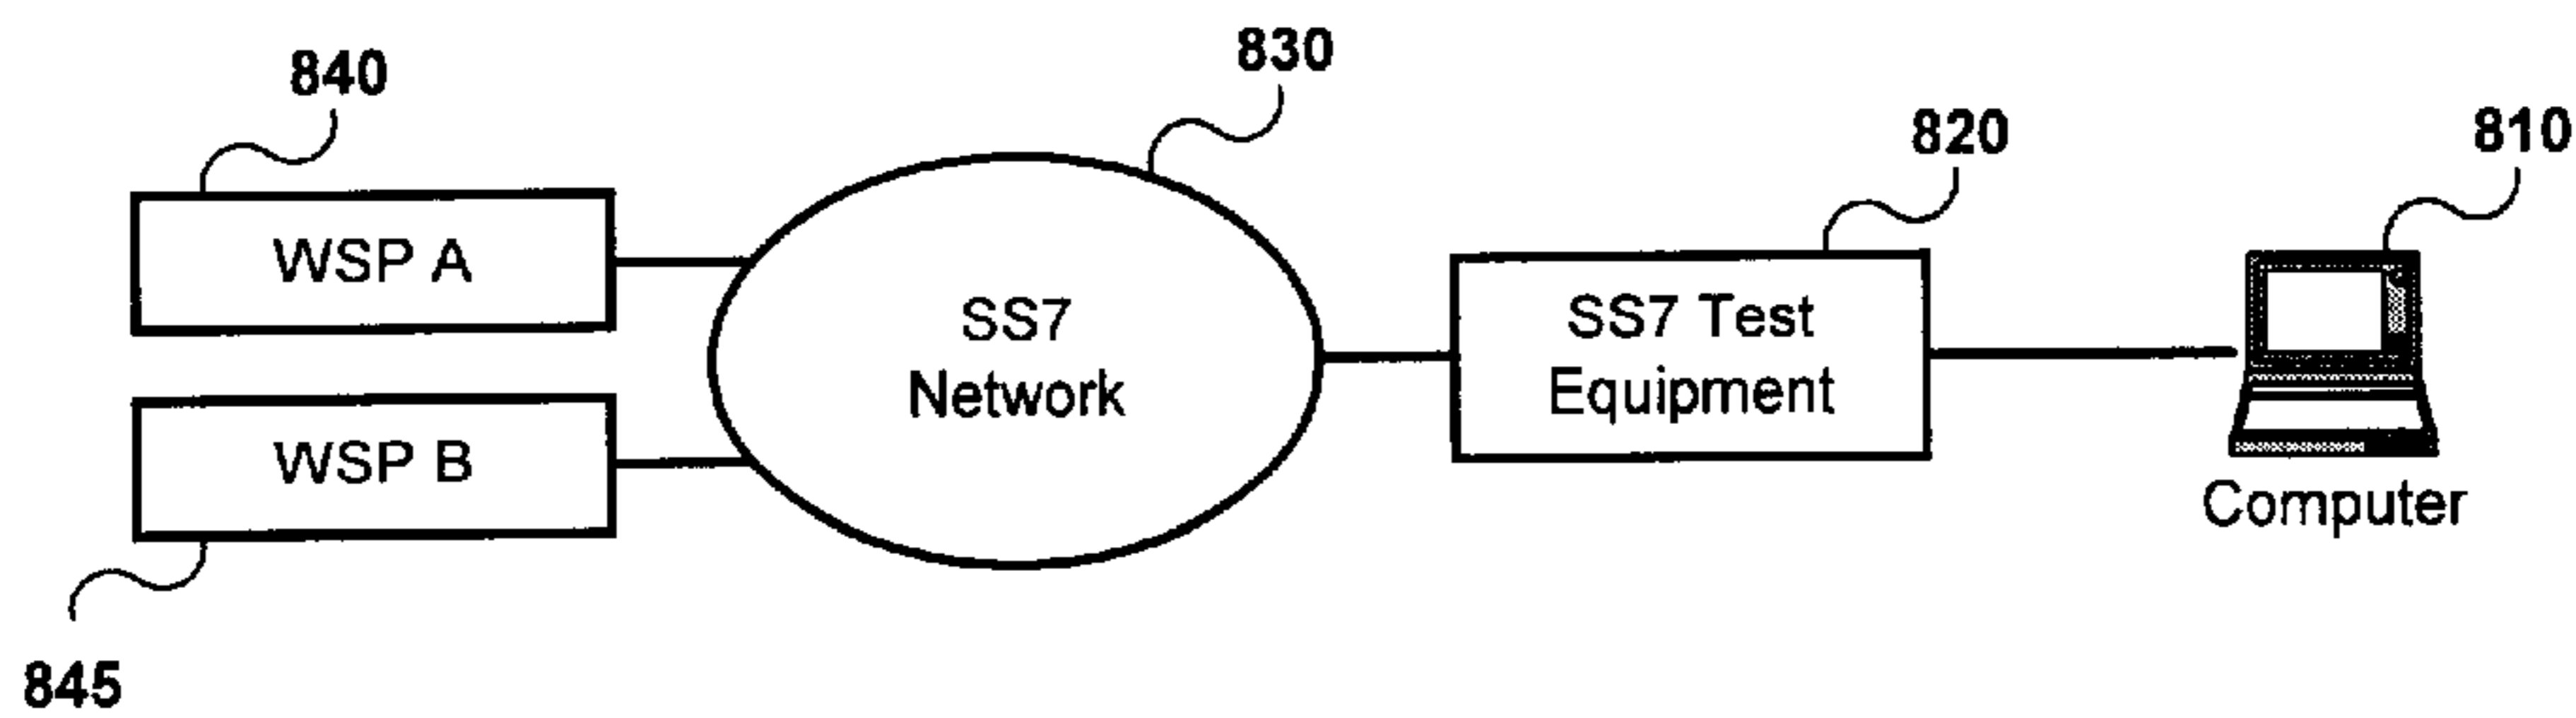 840
830
820
810
WSP A
SS7
Network
SS7 Test
Equipment
WSP B
Computer
845